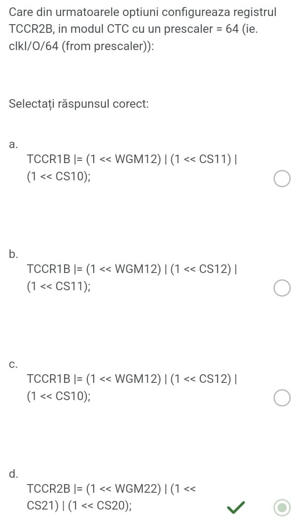 Care din urmatoarele optiuni configureaza registrul
TCCR2B, in modul CTC cu un prescaler = 64 (ie.
clkI/O/64 (from prescaler)):
Selectați răspunsul corect:
a.
TCCR1B |= (1 << WGM12) | (1 << CS11) |
(1 << CS10);
b.
TCCR1B |= (1 << WGM12) | (1 << CS12) |
(1 << CS11);
c.
TCCR1B |= (1 << WGM12) | (1 << CS12) |
(1 << CS10);
d.
TCCR2B |= (1 << WGM22) | (1 <<
CS21) | (1 << CS20);